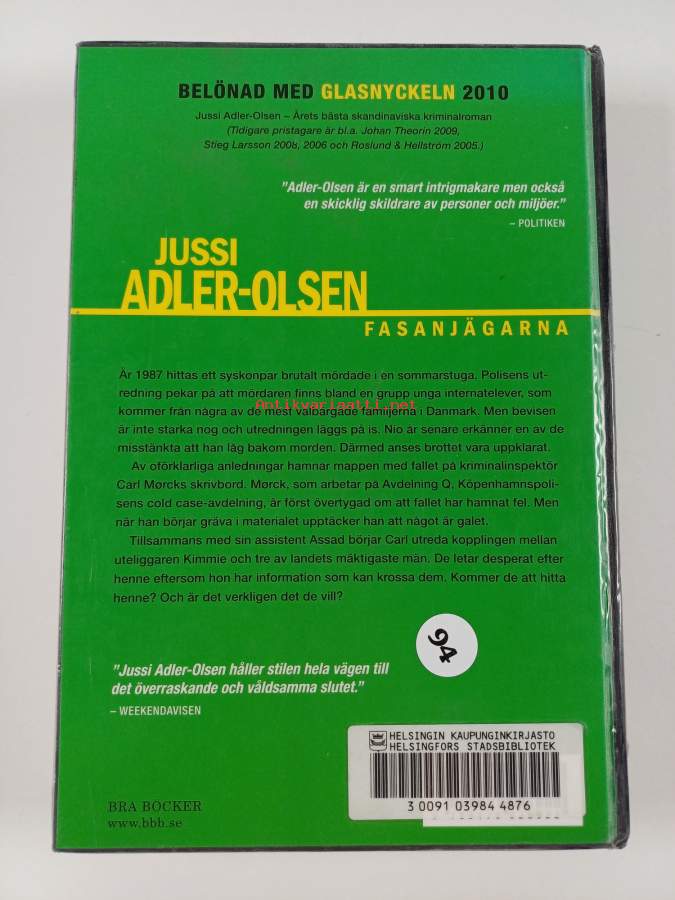 BELÖNAD MED GLASNYCKELN 2010
Jussi Adler-Olsen – Årets bästa skandinaviska kriminalroman
(Tidigare pristagare är bl.a. Johan Theorin 2009,
Stieg Larsson 2008, 2006 och Roslund & Hellström 2005.)
"Adler-Olsen är en smart intrigmakare men också
en skicklig skildrare av personer och miljöer."
– POLITIKEN
JUSSI
ADLER-OLSEN
FASANJÄGARNA
År 1987 hittas ett syskonpar brutalt mördade i en sommarstuga. Polisens ut-
redning pekar på att mördaren finns bland en grupp unga internatelever, som
Antikvariaatti.net
kommer från några av de mest välbärgade familjerna i Danmark. Men bevisen
är inte starka nog och utredningen läggs på is. Nio år senare erkänner en av de
misstänkta att han låg bakom morden. Därmed anses brottet vara uppklarat.
Av oförklarliga anledningar hamnar mappen med fallet på kriminalinspektör
Carl Mørcks skrivbord. Mørck, som arbetar på Avdelning Q, Köpenhamnspoli-
sens cold case-avdelning, är först övertygad om att fallet har hamnat fel. Men
när han börjar gräva i materialet upptäcker han att något är galet.
Tillsammans med sin assistent Assad börjar Carl utreda kopplingen mellan
uteliggaren Kimmie och tre av landets mäktigaste män. De letar desperat efter
henne eftersom hon har information som kan krossa dem. Kommer de att hitta
henne? Och är det verkligen det de vill?
94
"Jussi Adler-Olsen håller stilen hela vägen till
det överraskande och våldsamma slutet."
– WEEKENDAVISEN
HELSINGIN KAUPUNGINKIRJASTO
HELSINGFORS STADSBIBLIOTEK
3 0091 03984 4876
BRA BÖCKER
www.bbb.se